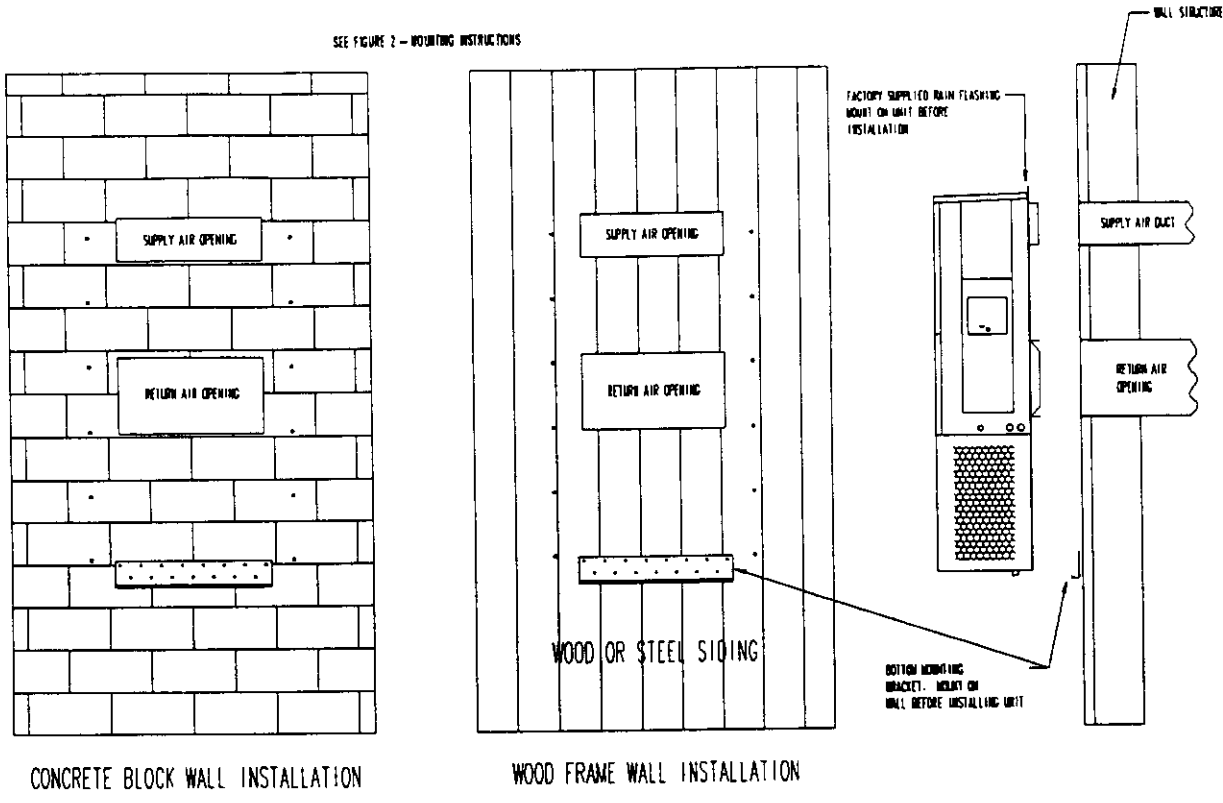 WALL STRUCTURE
SEE FIGURE 2 – MOUNTING INSTRUCTIONS
FACTORY SUPPLIED RAIN FLASHING
MOUNT ON UNIT BEFORE
INSTALLATION
SUPPLY AIR OPENING
SUPPLY AIR OPENING
SUPPLY AIR DUCT
RETURN AIR OPENING
RETURN AIR OPENING
RETURN AIR
OPENING
WOOD OR STEEL SIDING
BOTTOM MOUNTING
BRACKET. MOUNT ON
WALL BEFORE INSTALLING UNIT
CONCRETE BLOCK WALL INSTALLATION
WOOD FRAME WALL INSTALLATION